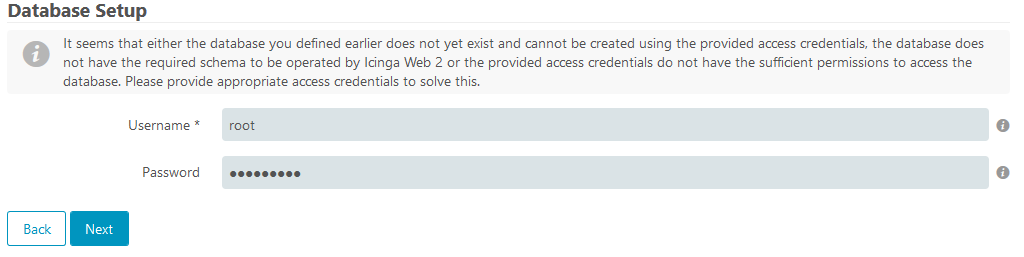 Database Setup
It seems that either the database you defined earlier does not yet exist and cannot be created using the provided access credentials, the database does
not have the required schema to be operated by Icinga Web 2 or the provided access credentials do not have the sufficient permissions to access the
database. Please provide appropriate access credentials to solve this.
Username * root
Password •••••••••
Back Next